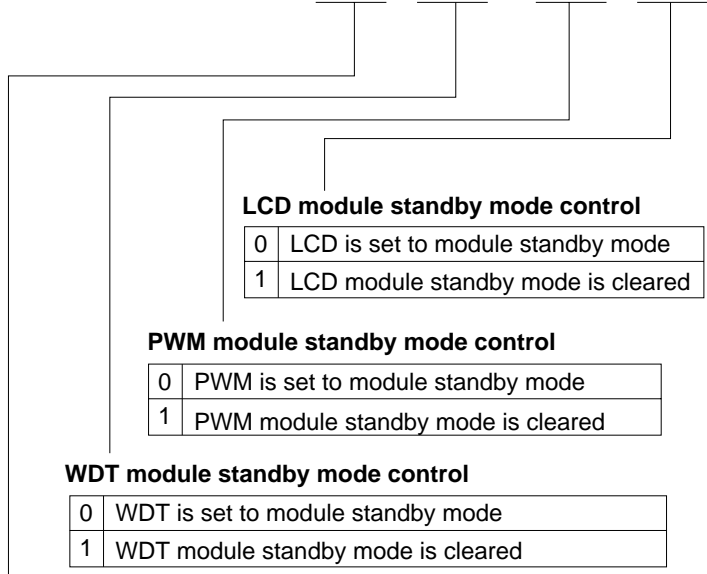 LCD module standby mode control
0 LCD is set to module standby mode
1 LCD module standby mode is cleared
PWM module standby mode control
0 PWM is set to module standby mode
1 PWM module standby mode is cleared
WDT module standby mode control
0 WDT is set to module standby mode
1 WDT module standby mode is cleared